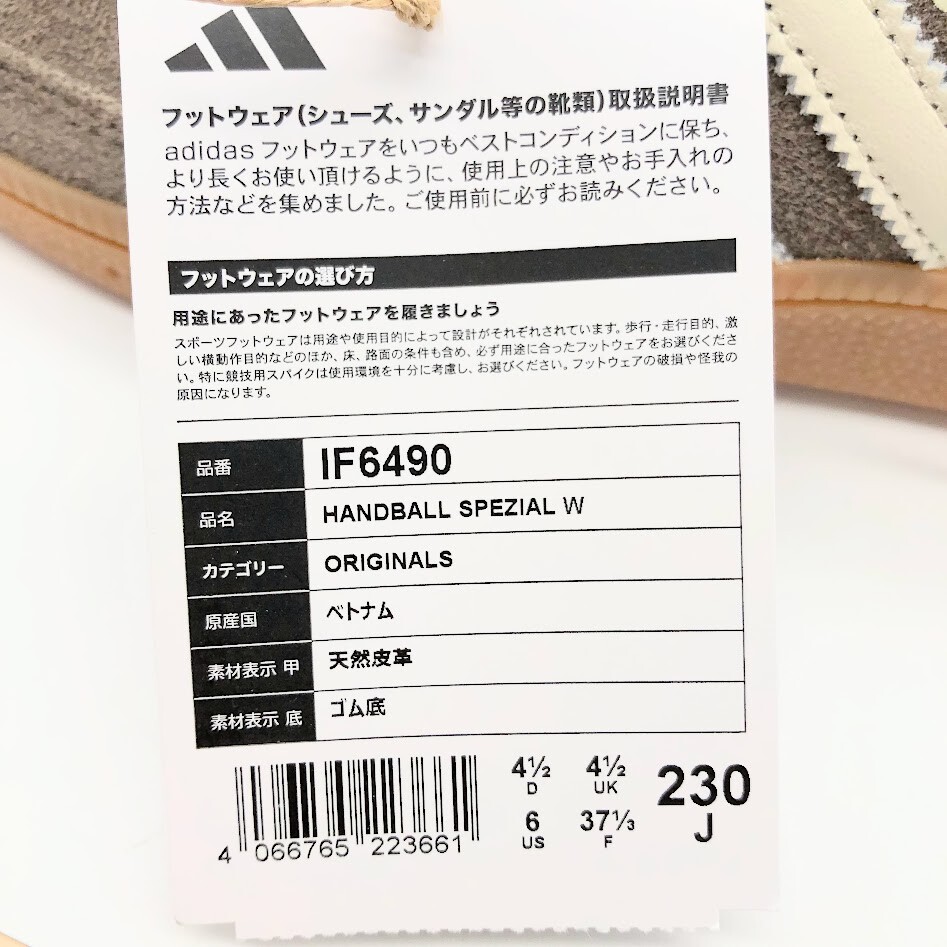 フットウェア(シューズ、サンダル等の靴類)取扱説明書
adidas フットウェアをいつもベストコンディションに保ち、
より長くお使い頂けるように、使用上の注意やお手入れの
方法などを集めました。ご使用前に必ずお読みください。
フットウェアの選び方
用途にあったフットウェアを履きましょう
スポーツフットウェアは用途や使用目的によって設計がそれぞれされています。歩行・走行目的、激
しい横動作目的などのほか、床、路面の条件も含め、必ず用途に合ったフットウェアをお選びくださ
い。特に競技用スパイクは使用環境を十分に考慮し、お選びください。フットウェアの破損や怪我の
原因になります。
品番 IF6490
品名 HANDBALL SPEZIAL W
カテゴリー ORIGINALS
原産国 ベトナム
素材表示 甲 天然皮革
素材表示 底 ゴム底
4½ 4½ 230
D UK J
6 37⅓
US F
4 066765 223661